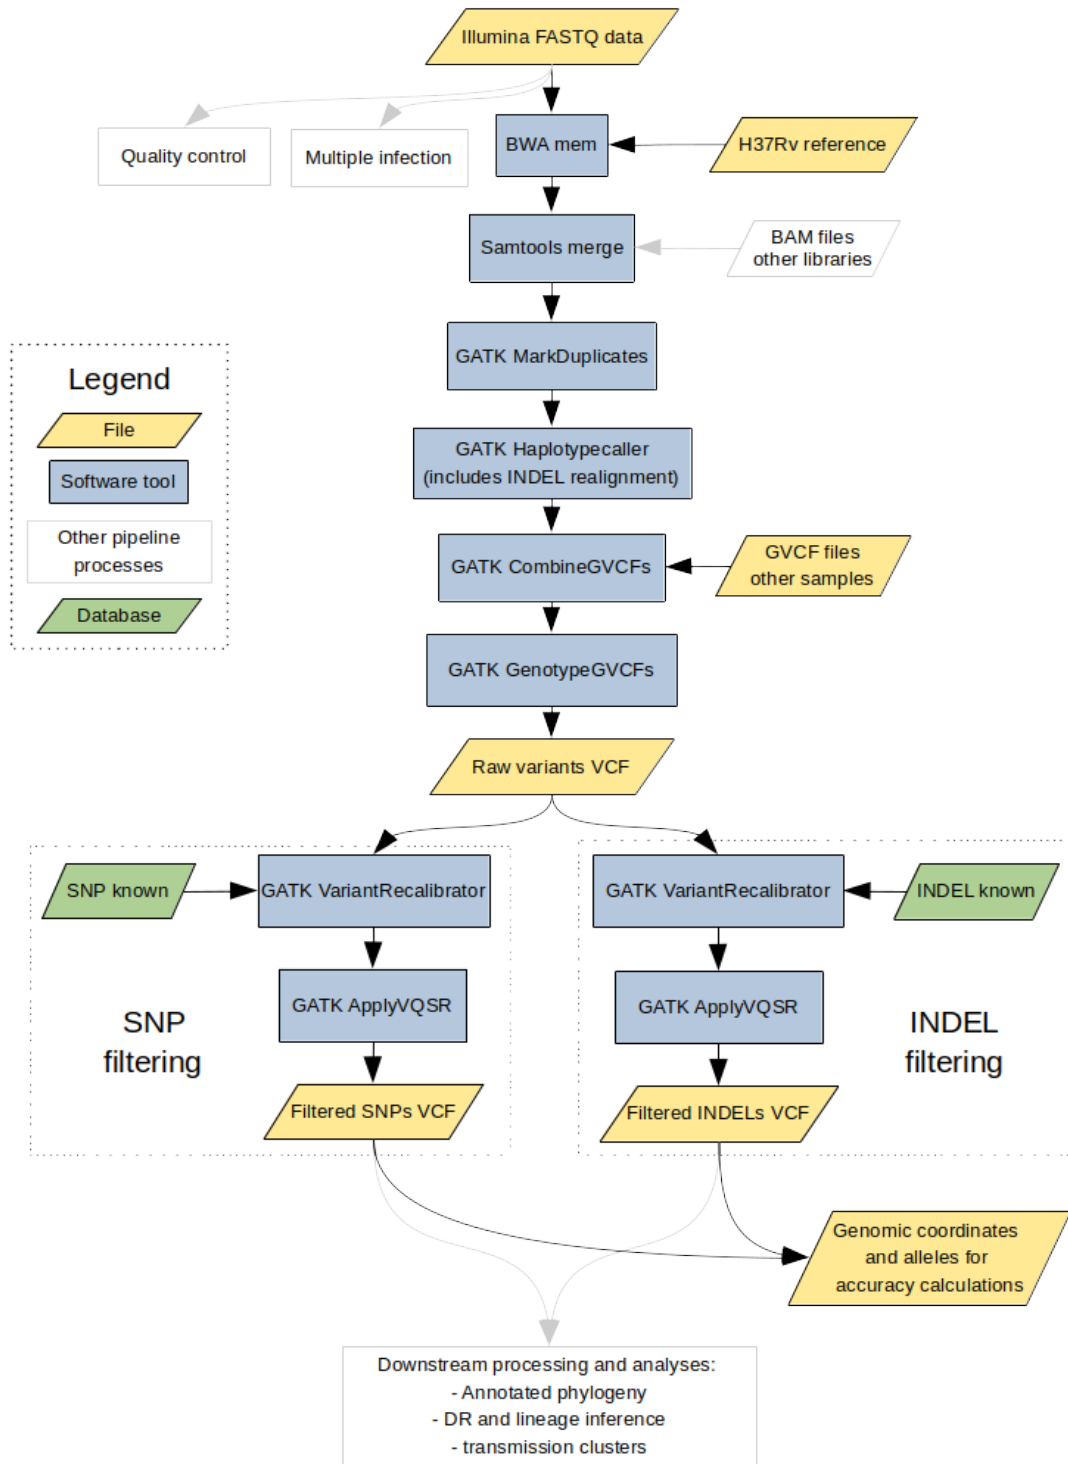 Illumina FASTQ data
Quality control
Multiple infection
BWA mem
H37Rv reference
Samtools merge
BAM files
other libraries
GATK MarkDuplicates
Legend
File
Software tool
Other pipeline
processes
Database
GATK Haplotypecaller
(includes INDEL realignment)
GATK CombineGVCFs
GVCF files
other samples
GATK GenotypeGVCFs
Raw variants VCF
SNP known
GATK VariantRecalibrator
GATK VariantRecalibrator
INDEL known
GATK ApplyVQSR
GATK ApplyVQSR
SNP
filtering
INDEL
filtering
Filtered SNPs VCF
Filtered INDELs VCF
Genomic coordinates
and alleles for
accuracy calculations
Downstream processing and analyses:
- Annotated phylogeny
- DR and lineage inference
- transmission clusters